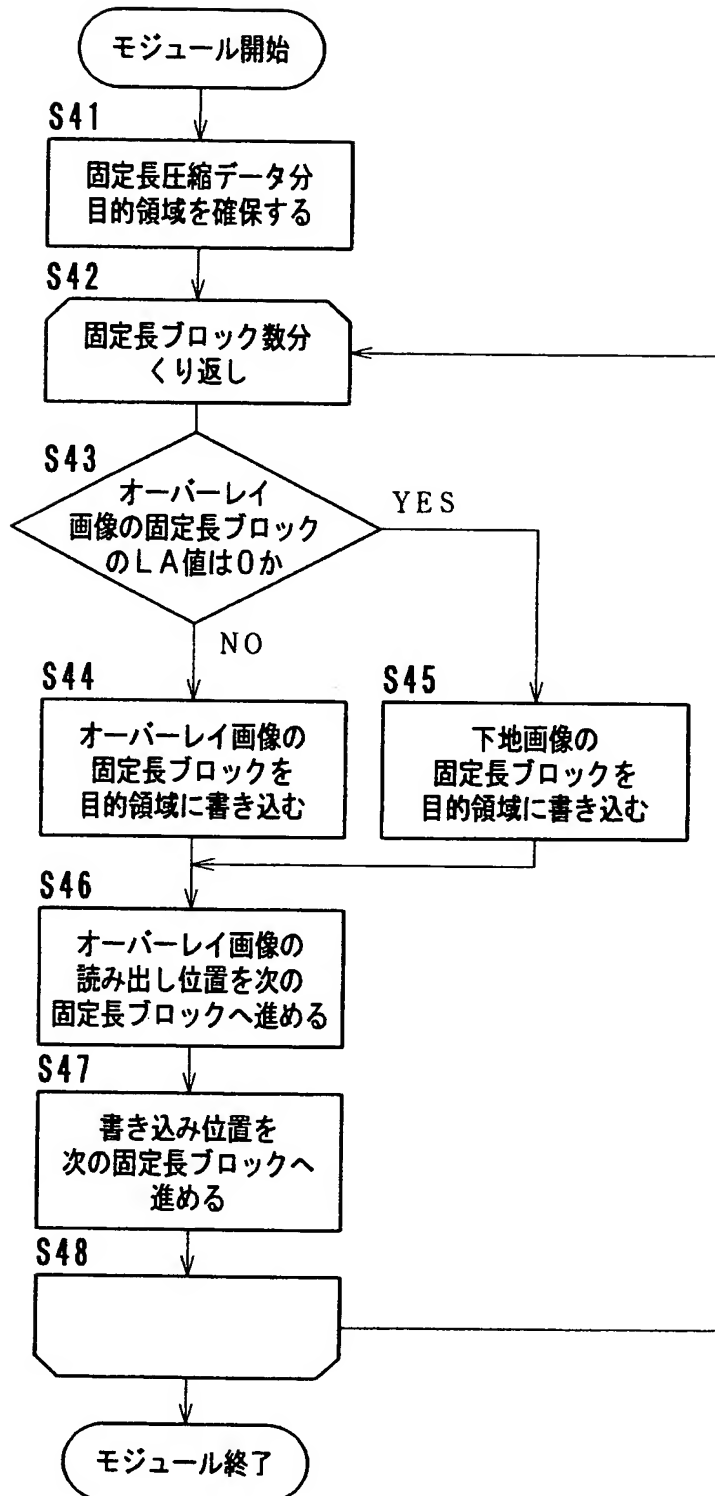 モジュール開始
S41
固定長圧縮データ分
目的領域を確保する
S42
固定長ブロック数分
くり返し
S43
オーバーレイ
画像の固定長ブロック
のLA値は0か
YES
NO
S44
オーバーレイ画像の
固定長ブロックを
目的領域に書き込む
S45
下地画像の
固定長ブロックを
目的領域に書き込む
S46
オーバーレイ画像の
読み出し位置を次の
固定長ブロックへ進める
S47
書き込み位置を
次の固定長ブロックへ
進める
S48
モジュール終了